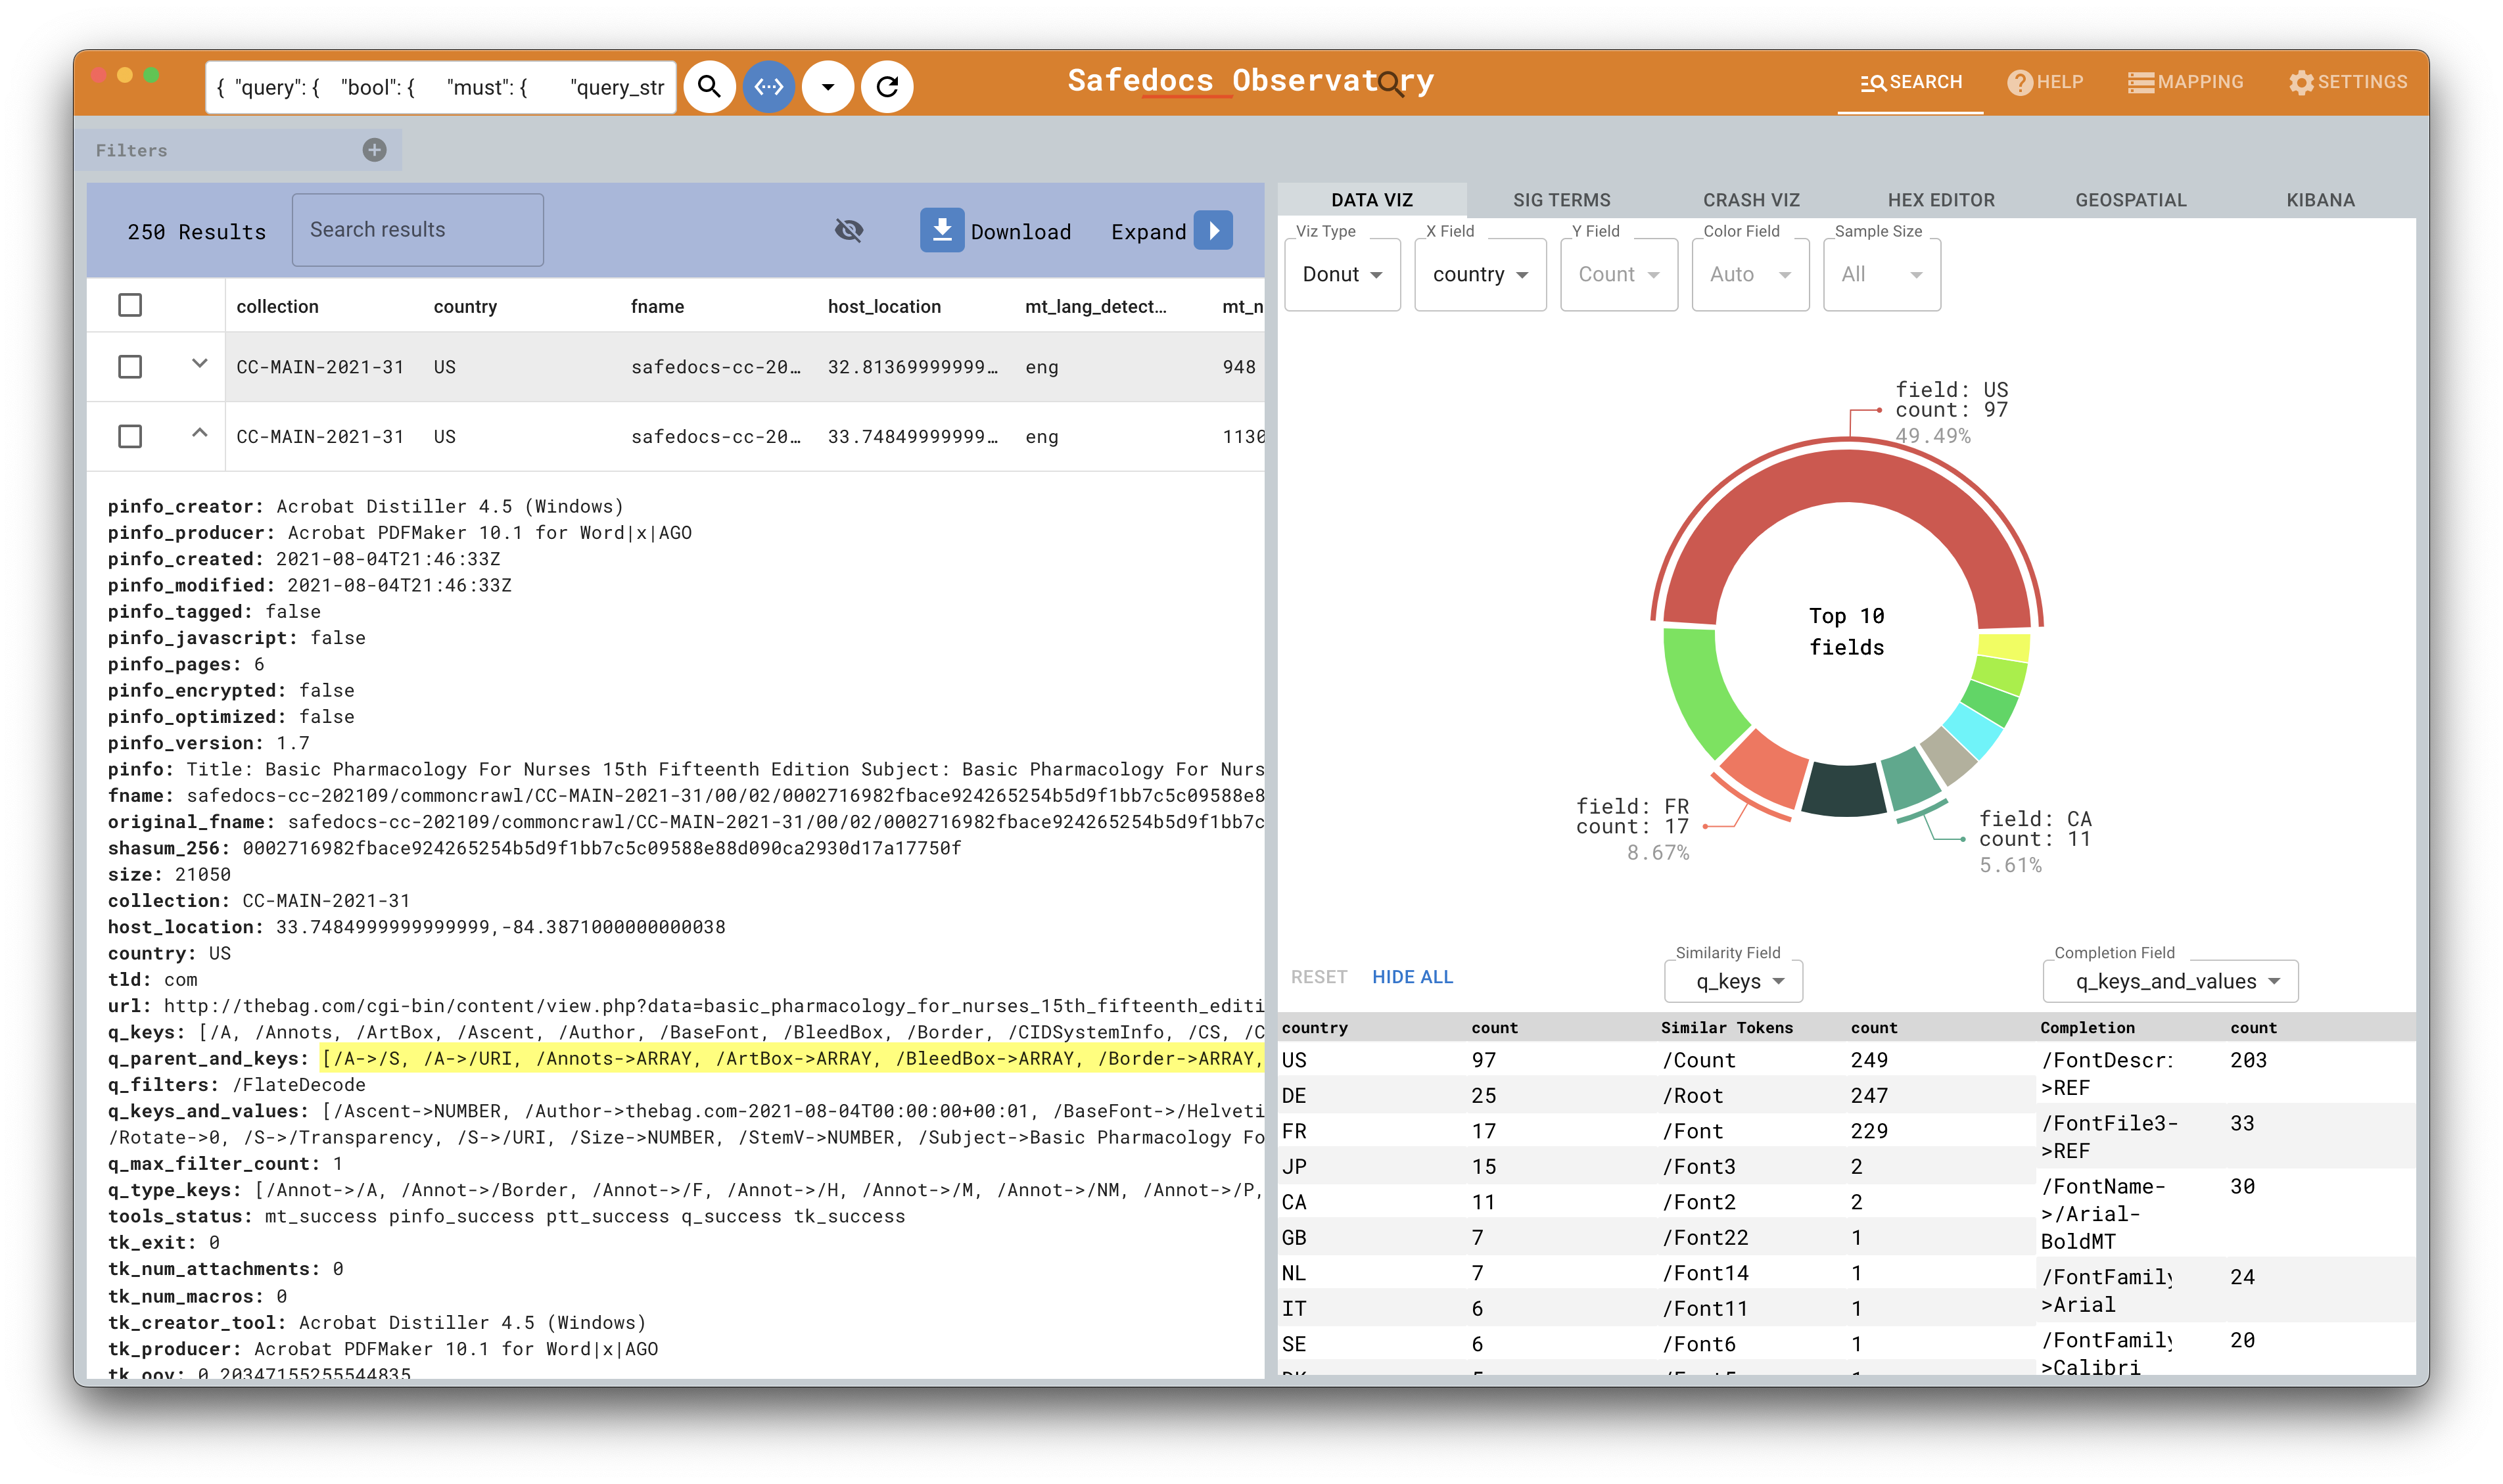 { "query": {    "bool": {      "must": {        "query_str
Safedocs Observatory
SEARCH
HELP
MAPPING
SETTINGS
Filters
250 Results
Search results
Download
Expand
collection country fname host_location mt_lang_detect... mt_n
CC-MAIN-2021-31 US safedocs-cc-20... 32.81369999999... eng 948
CC-MAIN-2021-31 US safedocs-cc-20... 33.74849999999... eng 1130
pinfo_creator: Acrobat Distiller 4.5 (Windows)
pinfo_producer: Acrobat PDFMaker 10.1 for Word|x|AGO
pinfo_created: 2021-08-04T21:46:33Z
pinfo_modified: 2021-08-04T21:46:33Z
pinfo_tagged: false
pinfo_javascript: false
pinfo_pages: 6
pinfo_encrypted: false
pinfo_optimized: false
pinfo_version: 1.7
pinfo: Title: Basic Pharmacology For Nurses 15th Fifteenth Edition Subject: Basic Pharmacology For Nurs
fname: safedocs-cc-202109/commoncrawl/CC-MAIN-2021-31/00/02/0002716982fbace924265254b5d9f1bb7c5c09588e8
original_fname: safedocs-cc-202109/commoncrawl/CC-MAIN-2021-31/00/02/0002716982fbace924265254b5d9f1bb7c
shasum_256: 0002716982fbace924265254b5d9f1bb7c5c09588e88d090ca2930d17a17750f
size: 21050
collection: CC-MAIN-2021-31
host_location: 33.7484999999999999,-84.3871000000000038
country: US
tld: com
url: http://thebag.com/cgi-bin/content/view.php?data=basic_pharmacology_for_nurses_15th_fifteenth_editi
q_keys: [/A, /Annots, /ArtBox, /Ascent, /Author, /BaseFont, /BleedBox, /Border, /CIDSystemInfo, /CS, /C
q_parent_and_keys: [/A->/S, /A->/URI, /Annots->ARRAY, /ArtBox->ARRAY, /BleedBox->ARRAY, /Border->ARRAY,
q_filters: /FlateDecode
q_keys_and_values: [/Ascent->NUMBER, /Author->thebag.com-2021-08-04T00:00:00+00:01, /BaseFont->/Helveti
/Rotate->0, /S->/Transparency, /S->/URI, /Size->NUMBER, /StemV->NUMBER, /Subject->Basic Pharmacology Fo
q_max_filter_count: 1
q_type_keys: [/Annot->/A, /Annot->/Border, /Annot->/F, /Annot->/H, /Annot->/M, /Annot->/NM, /Annot->/P,
tools_status: mt_success pinfo_success ptt_success q_success tk_success
tk_exit: 0
tk_num_attachments: 0
tk_num_macros: 0
tk_creator_tool: Acrobat Distiller 4.5 (Windows)
tk_producer: Acrobat PDFMaker 10.1 for Word|x|AGO
tk_oov: 0.20347155255544835
DATA VIZ
SIG TERMS
CRASH VIZ
HEX EDITOR
GEOSPATIAL
KIBANA
Viz Type
Donut
X Field
country
Y Field
Count
Color Field
Auto
Sample Size
All
field: US
count: 97
49.49%
Top 10
fields
field: FR
count: 17
8.67%
field: CA
count: 11
5.61%
RESET
HIDE ALL
Similarity Field
q_keys
Completion Field
q_keys_and_values
country count
US 97
DE 25
FR 17
JP 15
CA 11
GB 7
NL 7
IT 6
SE 6
Similar Tokens count
/Count 249
/Root 247
/Font 229
/Font3 2
/Font2 2
/Font22 1
/Font14 1
/Font11 1
/Font6 1
Completion count
/FontDescri 203
>REF
/FontFile3- 33
>REF
/FontName- 30
>/Arial-
BoldMT
/FontFamily 24
>Arial
/FontFamily 20
>Calibri